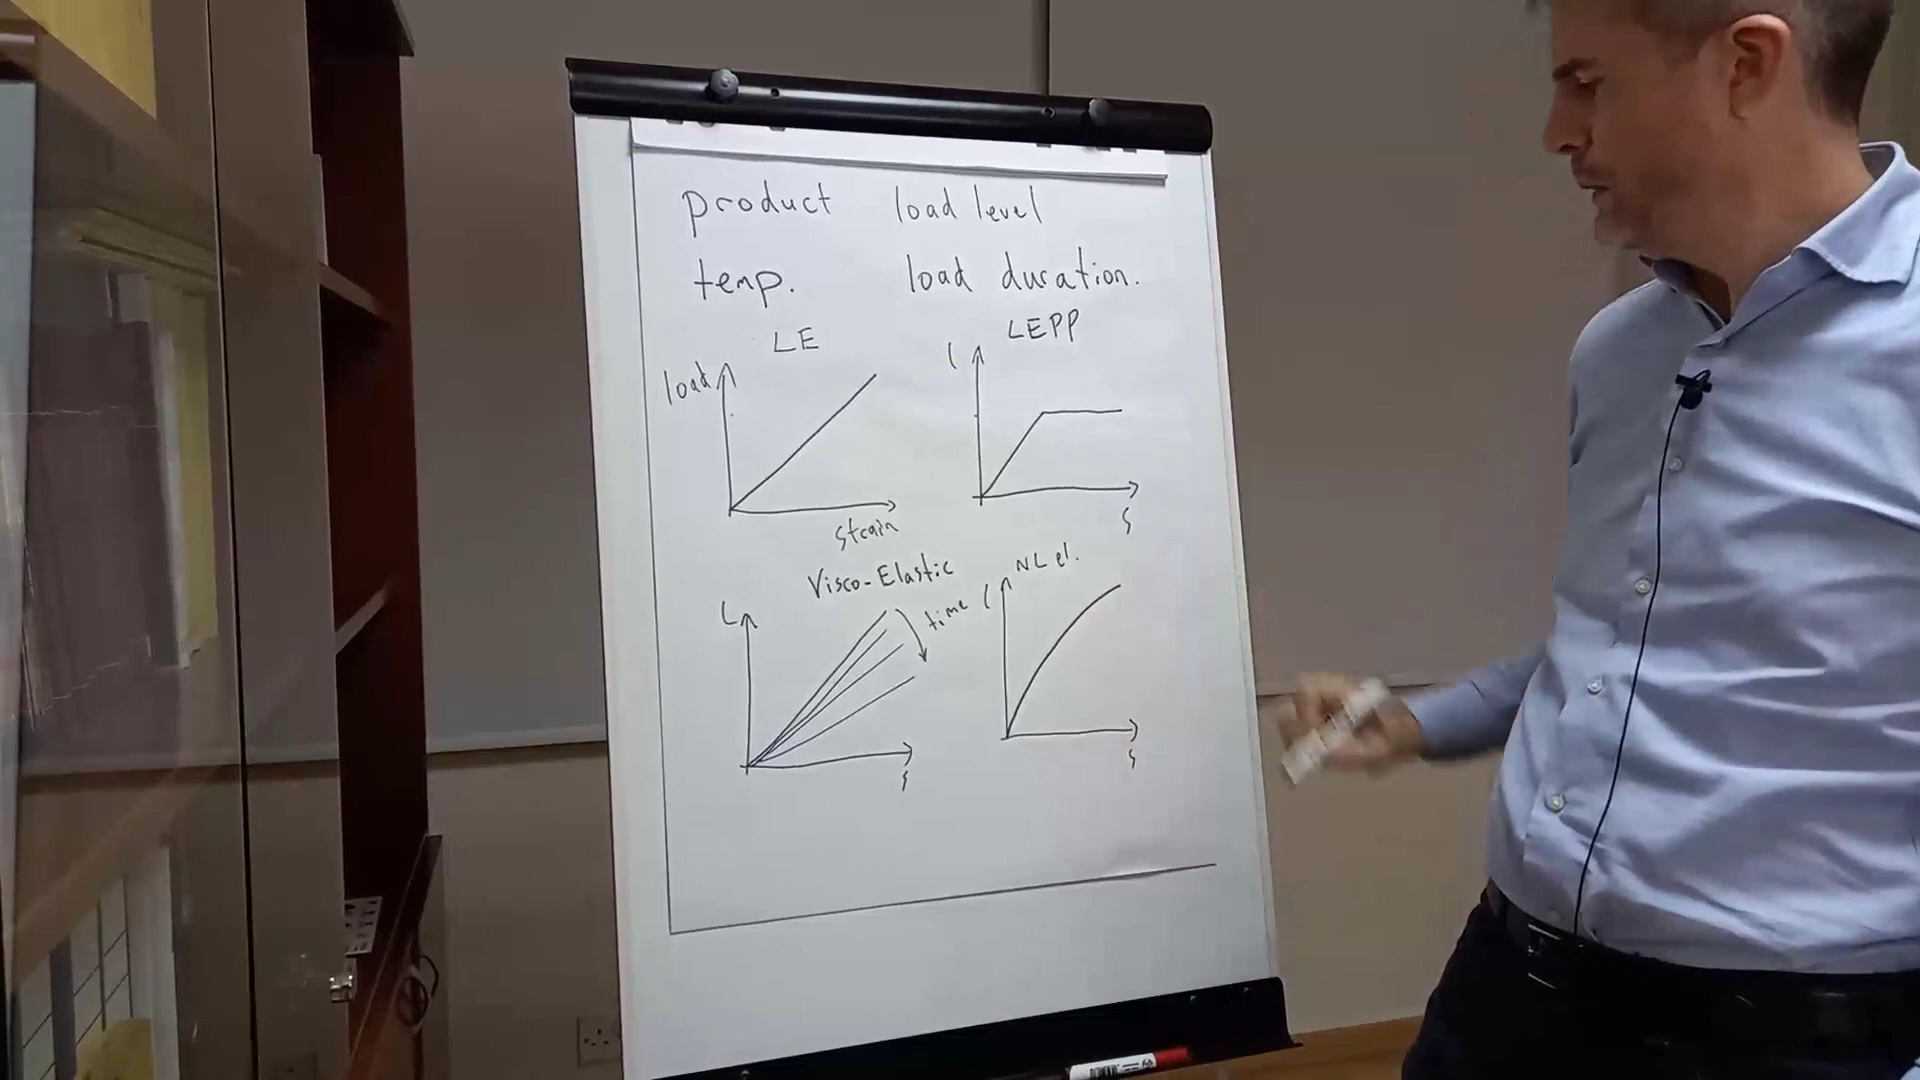 product load level
temp. load duration.
LE
LEPP
load
strain
l
s
Visco-Elastic
L
time
s
NL el.
l
s